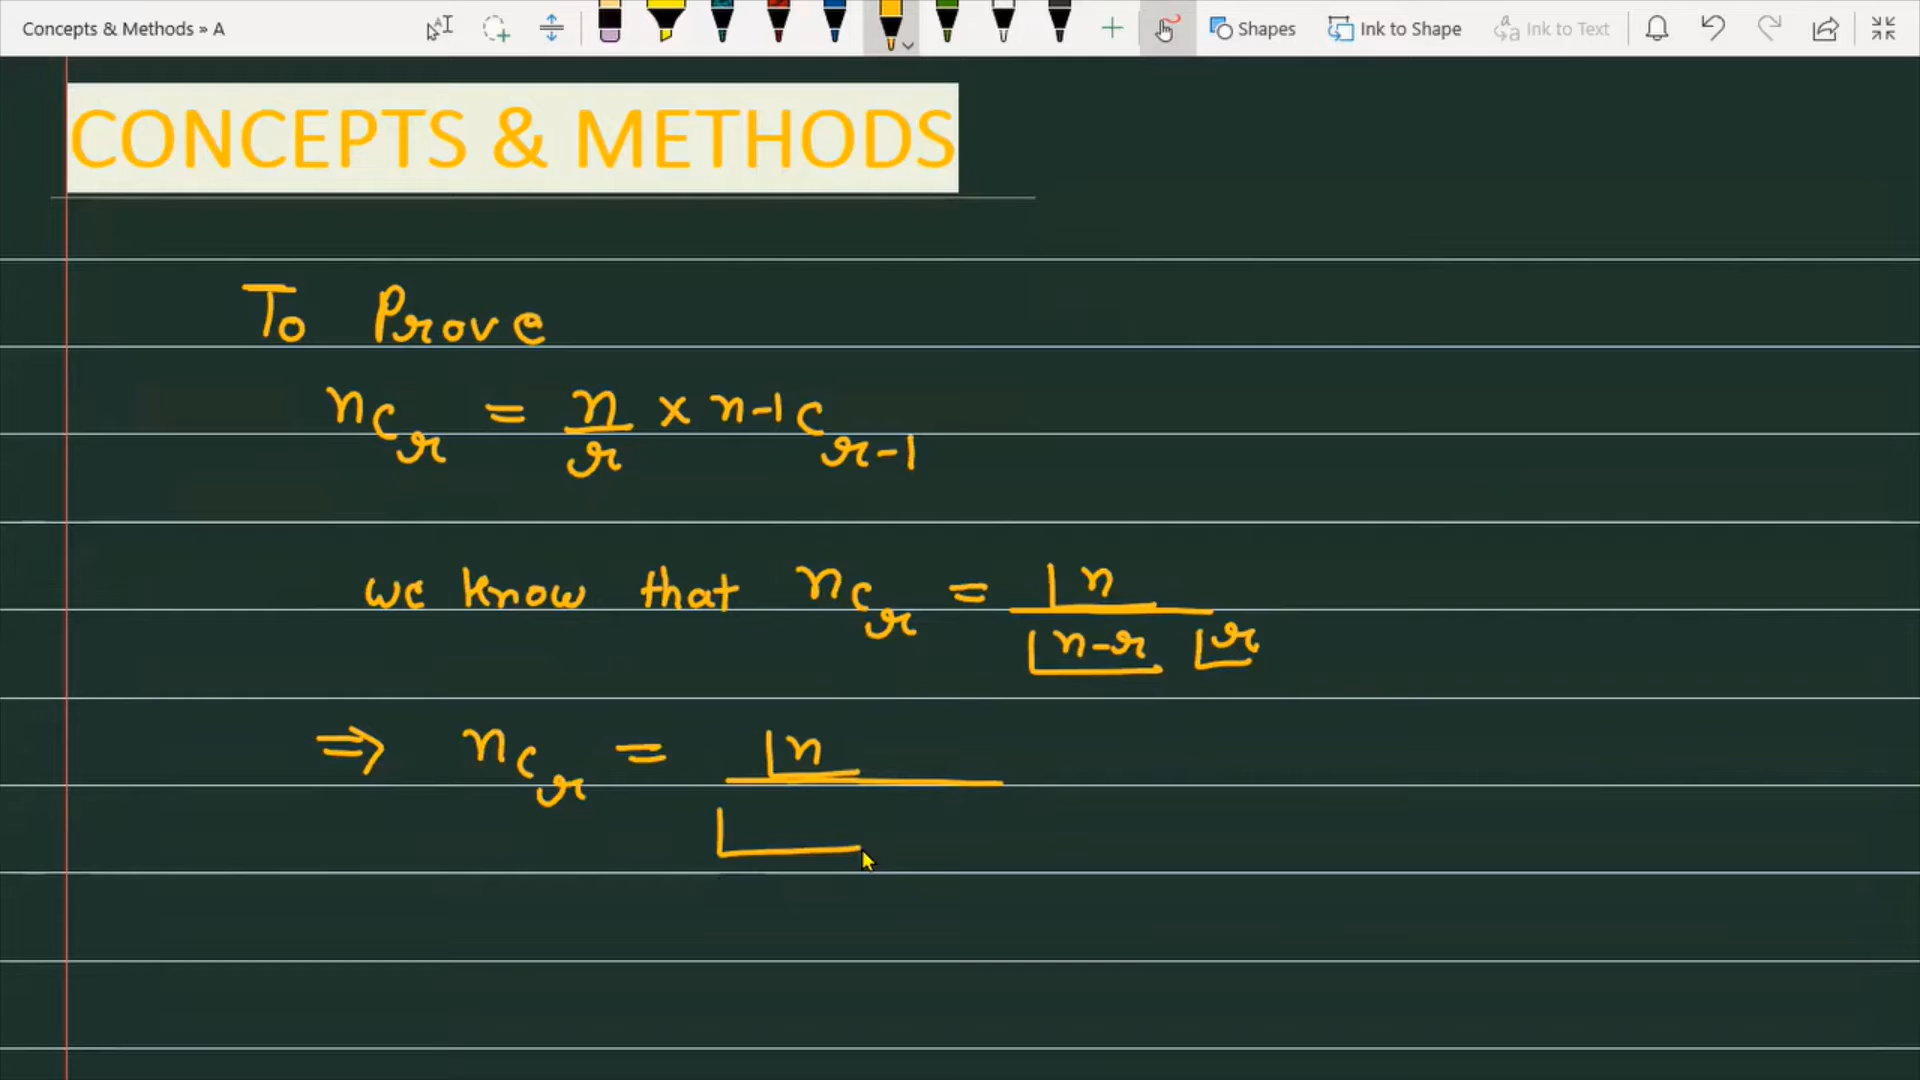 Concepts & Methods » A
Shapes
Ink to Shape
Ink to Text
CONCEPTS & METHODS
To Prove
nCr = n/r × n-1Cr-1
we know that nCr = |n / |n-r |r
⇒ nCr = |n